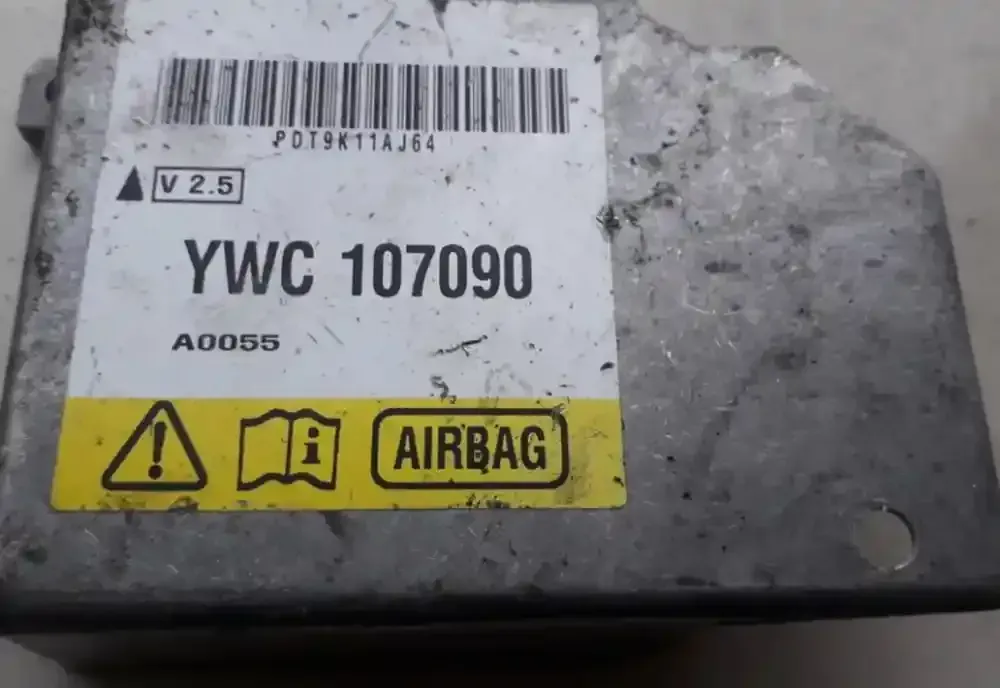 PDT9K11AJ64
V 2.5
YWC 107090
A0055
AIRBAG